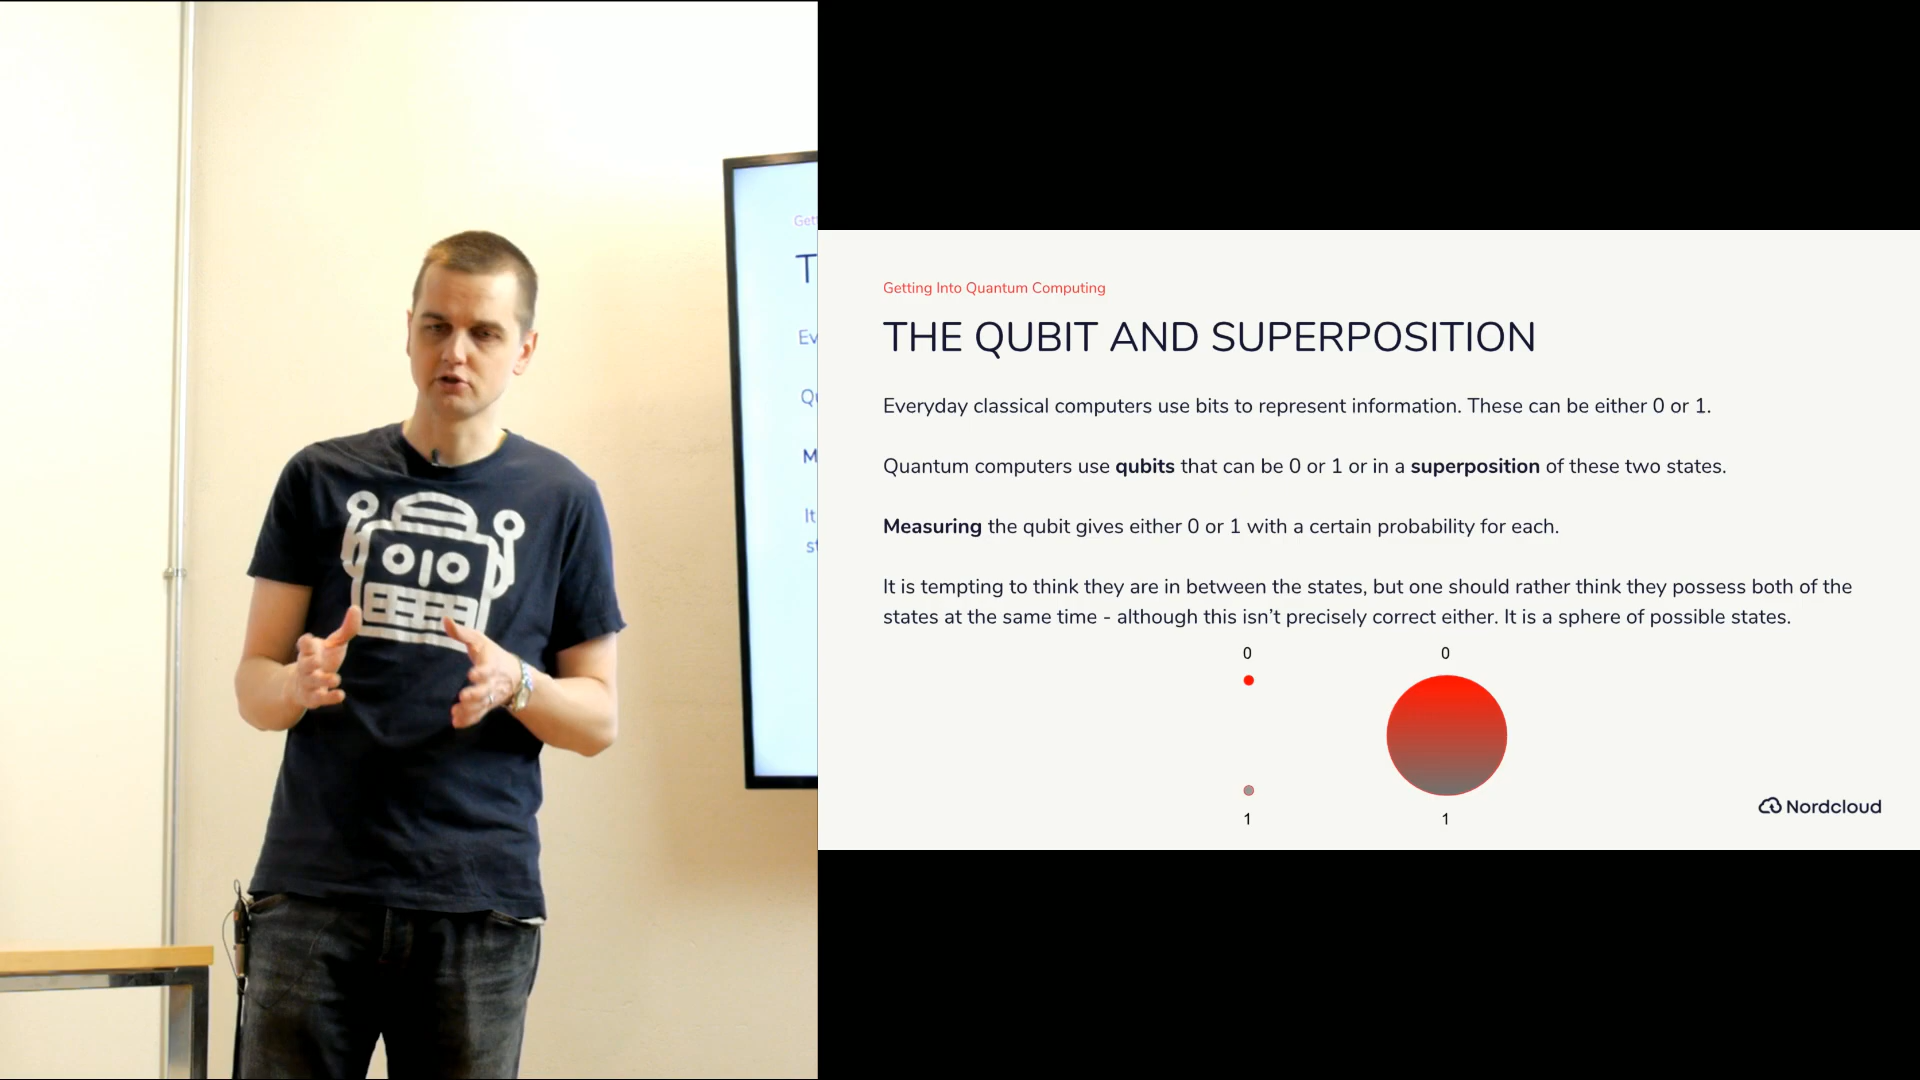 Get
T
Ev
Qu
M
It
st
Getting Into Quantum Computing
THE QUBIT AND SUPERPOSITION
Everyday classical computers use bits to represent information. These can be either 0 or 1.
Quantum computers use qubits that can be 0 or 1 or in a superposition of these two states.
Measuring the qubit gives either 0 or 1 with a certain probability for each.
It is tempting to think they are in between the states, but one should rather think they possess both of the
states at the same time - although this isn't precisely correct either. It is a sphere of possible states.
0 0
1 1
Nordcloud